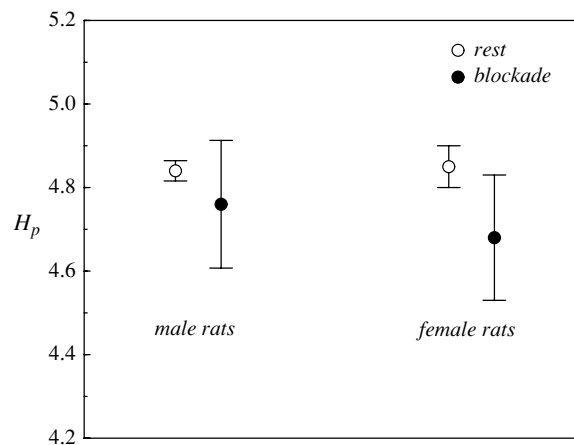 5.2
rest
blockade
5.0
4.8
H_p
4.6
male rats
female rats
4.4
4.2